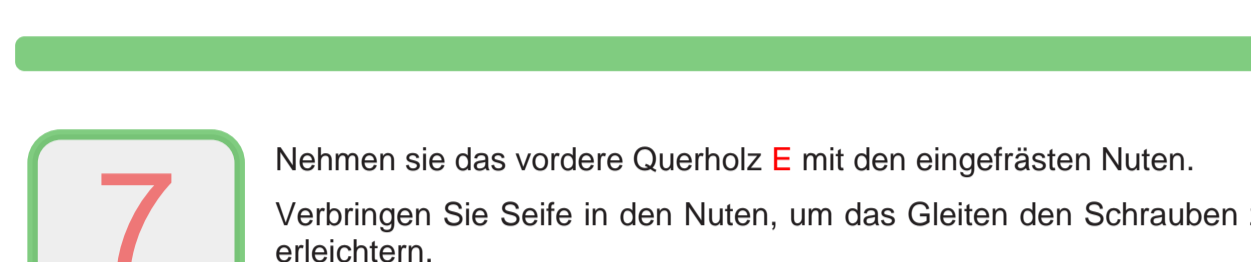 7
Nehmen sie das vordere Querholz E mit den eingefrästen Nuten.
Verbringen Sie Seife in den Nuten, um das Gleiten den Schrauben
erleichtern.